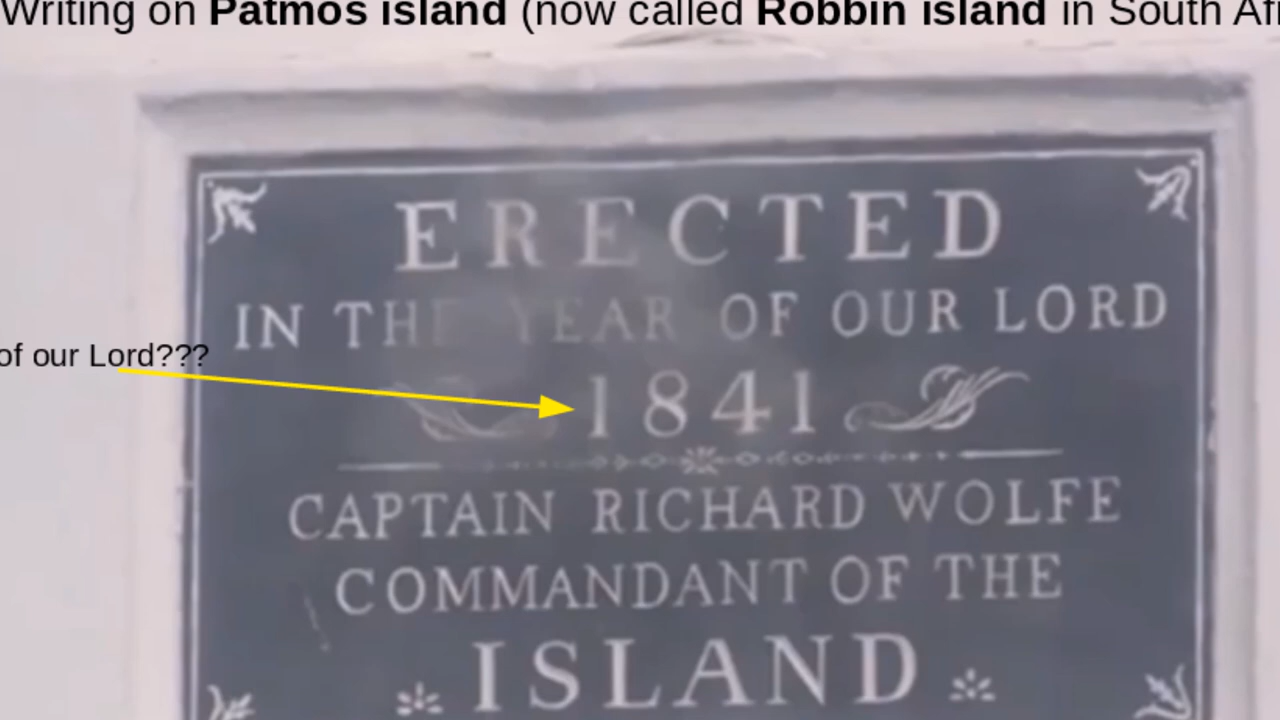 Writing on Patmos island (now called Robbin island in South Afr
ERECTED
IN THE YEAR OF OUR LORD
of our Lord???
1841
CAPTAIN RICHARD WOLFE
COMMANDANT OF THE
ISLAND